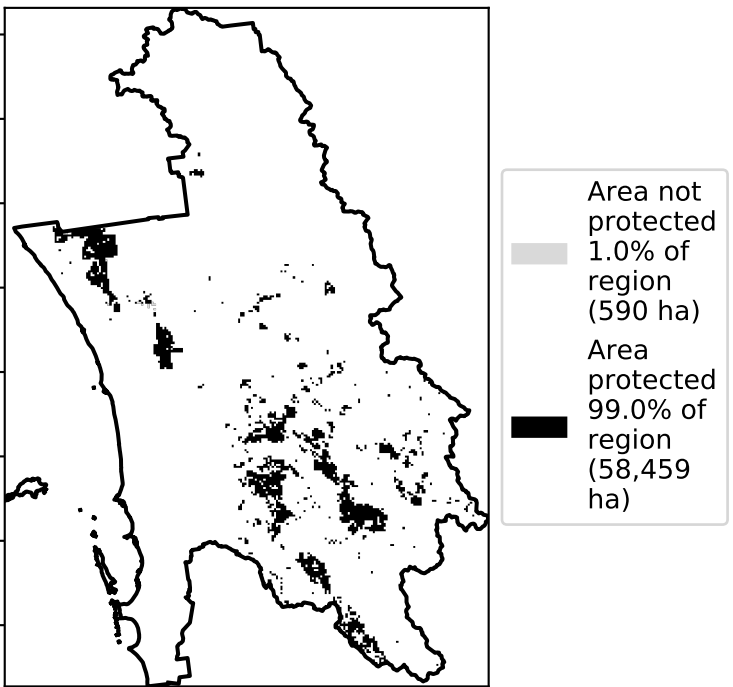 Area not
protected
1.0% of
region
(590 ha)
Area
protected
99.0% of
region
(58,459
ha)